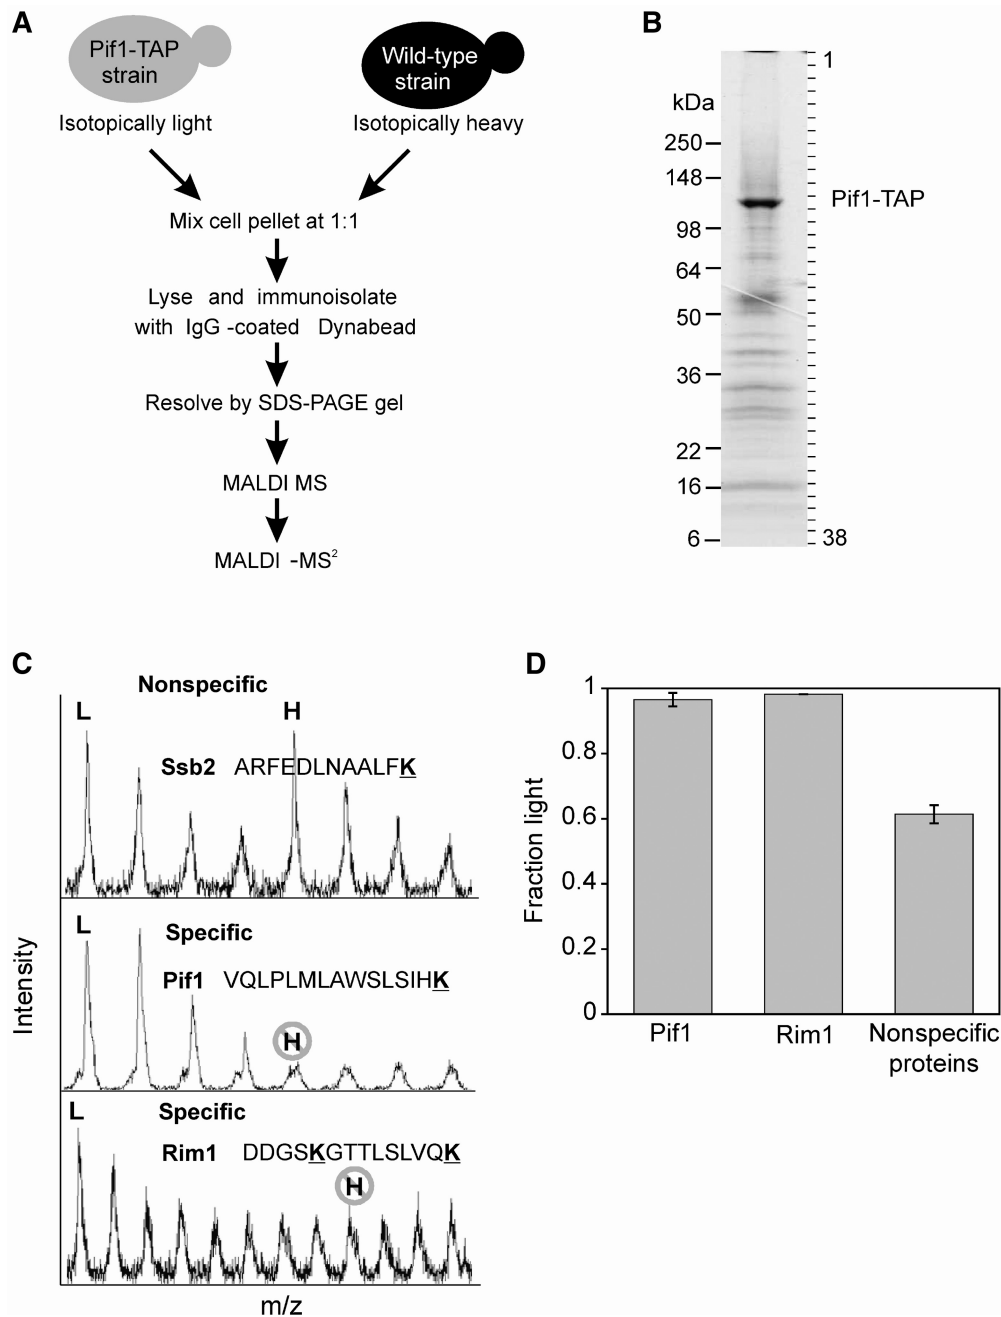 A
Pif1-TAP
strain
Wild-type
strain
Isotopically light
Isotopically heavy
Mix cell pellet at 1:1
Lyse and immunoisolate
with IgG -coated Dynabead
Resolve by SDS-PAGE gel
MALDI MS
MALDI -MS²
B
kDa
250
148
98
64
50
36
22
16
6
1
38
Pif1-TAP
C
Nonspecific
L
H
Ssb2 ARFEDLNAALFK
L
Specific
Pif1 VQLPLMLAWSLSIHK
H
L
Specific
Rim1 DDGSKGTTLSLVQK
H
Intensity
m/z
D
Fraction light
1
0.8
0.6
0.4
0.2
0
Pif1
Rim1
Nonspecific
proteins